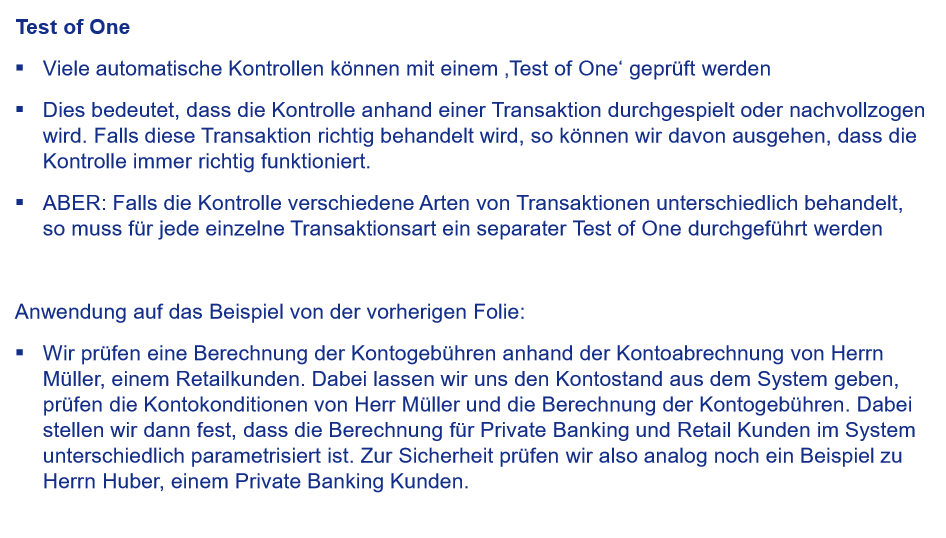 Test of One
▪ Viele automatische Kontrollen können mit einem ‚Test of One‘ geprüft werden
▪ Dies bedeutet, dass die Kontrolle anhand einer Transaktion durchgespielt oder nachvollzogen
wird. Falls diese Transaktion richtig behandelt wird, so können wir davon ausgehen, dass die
Kontrolle immer richtig funktioniert.
▪ ABER: Falls die Kontrolle verschiedene Arten von Transaktionen unterschiedlich behandelt,
so muss für jede einzelne Transaktionsart ein separater Test of One durchgeführt werden
Anwendung auf das Beispiel von der vorherigen Folie:
▪ Wir prüfen eine Berechnung der Kontogebühren anhand der Kontoabrechnung von Herrn
Müller, einem Retailkunden. Dabei lassen wir uns den Kontostand aus dem System geben,
prüfen die Kontokonditionen von Herr Müller und die Berechnung der Kontogebühren. Dabei
stellen wir dann fest, dass die Berechnung für Private Banking und Retail Kunden im System
unterschiedlich parametrisiert ist. Zur Sicherheit prüfen wir also analog noch ein Beispiel zu
Herrn Huber, einem Private Banking Kunden.